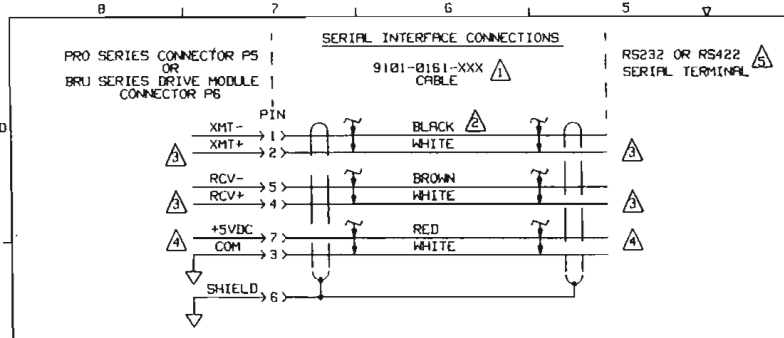 8 7 6 5
SERIAL INTERFACE CONNECTIONS
PRO SERIES CONNECTOR P5
OR
BRU SERIES DRIVE MODULE
CONNECTOR P6
9101-0161-XXX 1
CABLE
RS232 OR RS422 5
SERIAL TERMINAL
PIN
D
XMT- 1 BLACK 2
XMT+ 2 WHITE
3 3
RCV- 5 BROWN
3 RCV+ 4 WHITE 3
4 +5VDC 7 RED 4
COM 3 WHITE
SHIELD 6